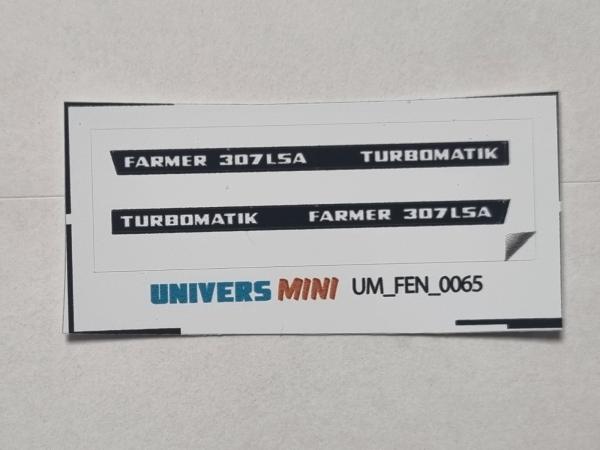 FARMER 307LSA TURBOMATIK
TURBOMATIK FARMER 307LSA
UNIVERS MINI UM_FEN_0065